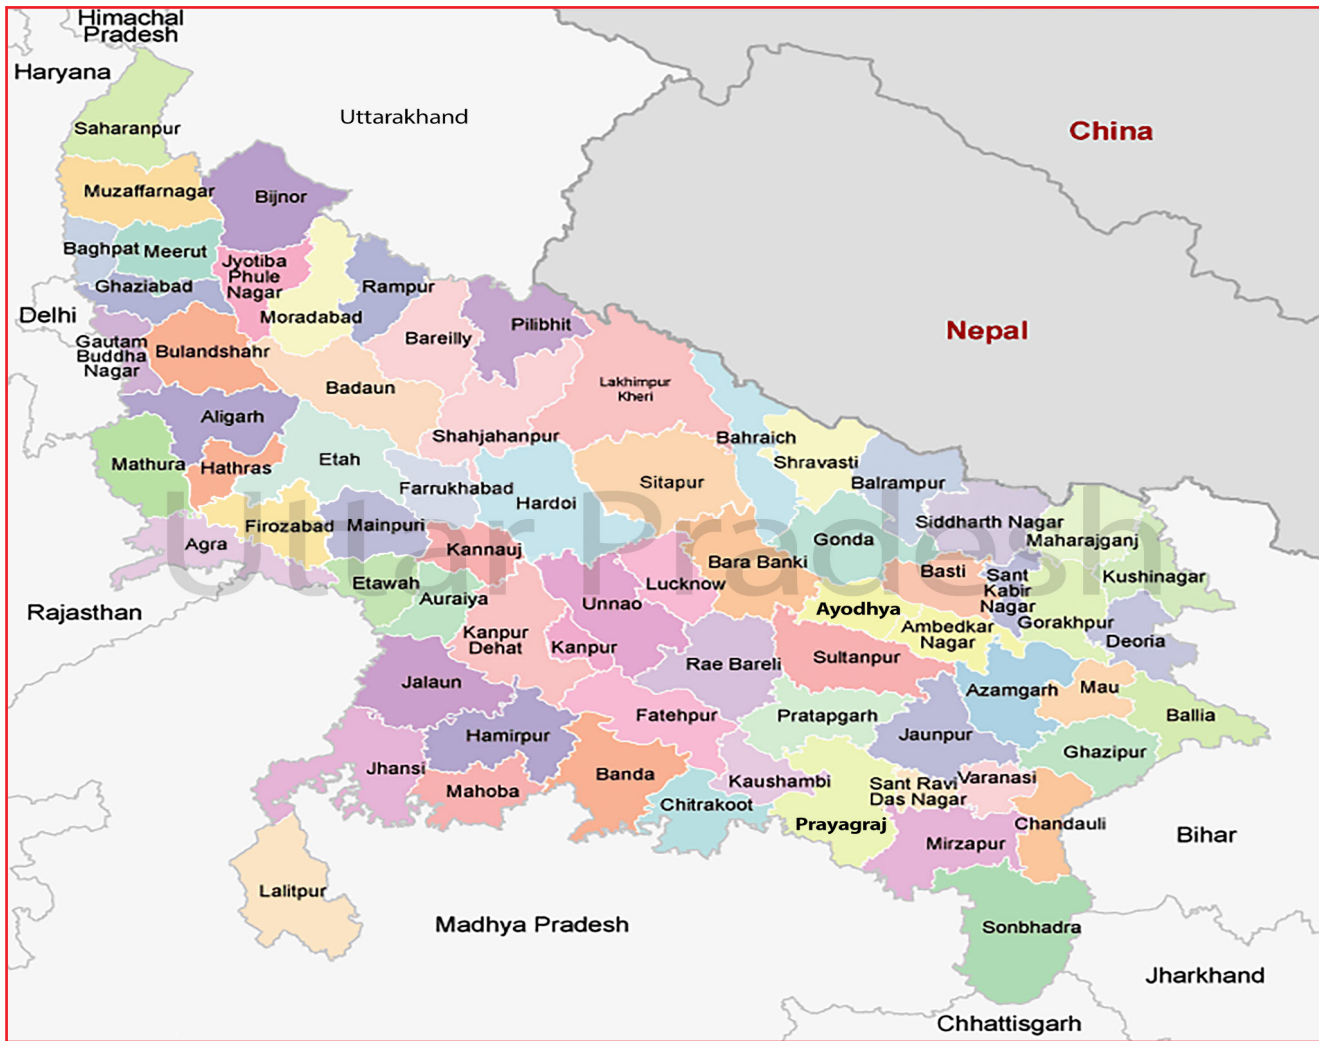 Himachal
Pradesh
Haryana
Uttarakhand
China
Saharanpur
Muzaffarnagar
Bijnor
Baghpat
Meerut
Jyotiba
Phule
Nagar
Ghaziabad
Rampur
Delhi
Moradabad
Pilibhit
Nepal
Gautam
Buddha
Nagar
Bulandshahr
Bareilly
Badaun
Lakhimpur
Kheri
Aligarh
Shahjahanpur
Bahraich
Mathura
Hathras
Etah
Shravasti
Farrukhabad
Hardoi
Sitapur
Balrampur
Uttar Pradesh
Firozabad
Mainpuri
Siddharth Nagar
Agra
Kannauj
Gonda
Maharajganj
Bara Banki
Etawah
Lucknow
Basti
Sant
Kabir
Nagar
Kushinagar
Rajasthan
Auraiya
Unnao
Ayodhya
Ambedkar
Nagar
Gorakhpur
Kanpur
Dehat
Kanpur
Deoria
Rae Bareli
Sultanpur
Jalaun
Azamgarh
Mau
Fatehpur
Pratapgarh
Ballia
Hamirpur
Jaunpur
Ghazipur
Jhansi
Banda
Kaushambi
Sant Ravi
Das Nagar
Varanasi
Mahoba
Chitrakoot
Prayagraj
Chandauli
Mirzapur
Bihar
Lalitpur
Madhya Pradesh
Sonbhadra
Jharkhand
Chhattisgarh